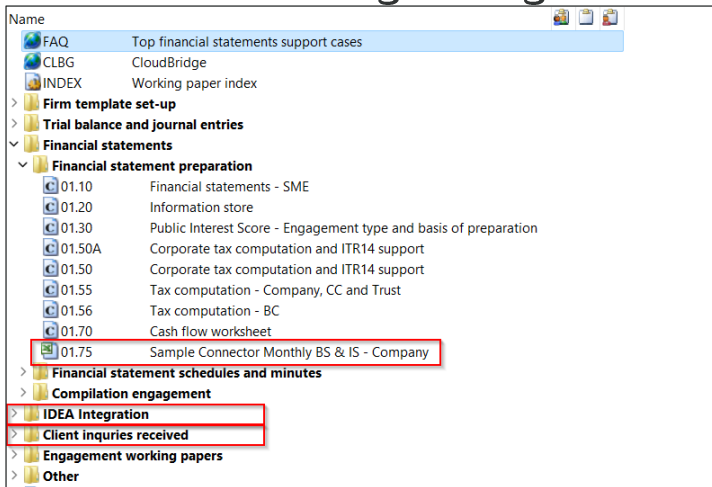 Name
FAQ Top financial statements support cases
CLBG CloudBridge
INDEX Working paper index
Firm template set-up
Trial balance and journal entries
Financial statements
Financial statement preparation
01.10 Financial statements - SME
01.20 Information store
01.30 Public Interest Score - Engagement type and basis of preparation
01.50A Corporate tax computation and ITR14 support
01.50 Corporate tax computation and ITR14 support
01.55 Tax computation - Company, CC and Trust
01.56 Tax computation - BC
01.70 Cash flow worksheet
01.75 Sample Connector Monthly BS & IS - Company
Financial statement schedules and minutes
Compilation engagement
IDEA Integration
Client inquries received
Engagement working papers
Other